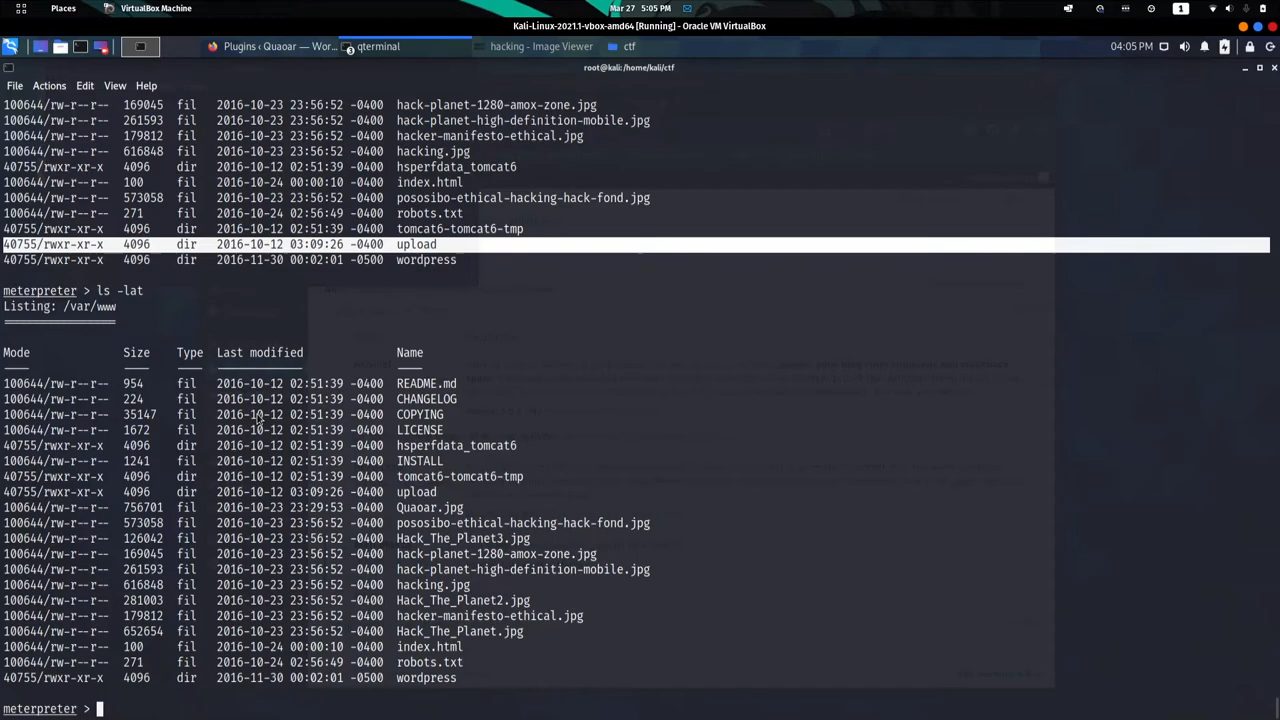 Places VirtualBox Machine Mar 27 5:05 PM 1
Kali-Linux-2021.1-vbox-amd64 [Running] - Oracle VM VirtualBox
Plugins ‹ Quaoar — Wor... qterminal hacking - Image Viewer ctf 04:05 PM
root@kali: /home/kali/ctf
File Actions Edit View Help
100644/rw-r--r-- 169045 fil 2016-10-23 23:56:52 -0400 hack-planet-1280-amox-zone.jpg
100644/rw-r--r-- 261593 fil 2016-10-23 23:56:52 -0400 hack-planet-high-definition-mobile.jpg
100644/rw-r--r-- 179812 fil 2016-10-23 23:56:52 -0400 hacker-manifesto-ethical.jpg
100644/rw-r--r-- 616848 fil 2016-10-23 23:56:52 -0400 hacking.jpg
40755/rwxr-xr-x 4096 dir 2016-10-12 02:51:39 -0400 hsperfdata_tomcat6
100644/rw-r--r-- 100 fil 2016-10-24 00:00:10 -0400 index.html
100644/rw-r--r-- 573058 fil 2016-10-23 23:56:52 -0400 pososibo-ethical-hacking-hack-fond.jpg
100644/rw-r--r-- 271 fil 2016-10-24 02:56:49 -0400 robots.txt
40755/rwxr-xr-x 4096 dir 2016-10-12 02:51:39 -0400 tomcat6-tomcat6-tmp
40755/rwxr-xr-x 4096 dir 2016-10-12 03:09:26 -0400 upload
40755/rwxr-xr-x 4096 dir 2016-11-30 00:02:01 -0500 wordpress
meterpreter > ls -lat
Listing: /var/www
=================
Mode Size Type Last modified Name
---- ---- ---- ------------- ----
100644/rw-r--r-- 954 fil 2016-10-12 02:51:39 -0400 README.md
100644/rw-r--r-- 224 fil 2016-10-12 02:51:39 -0400 CHANGELOG
100644/rw-r--r-- 35147 fil 2016-10-12 02:51:39 -0400 COPYING
100644/rw-r--r-- 1672 fil 2016-10-12 02:51:39 -0400 LICENSE
40755/rwxr-xr-x 4096 dir 2016-10-12 02:51:39 -0400 hsperfdata_tomcat6
100644/rw-r--r-- 1241 fil 2016-10-12 02:51:39 -0400 INSTALL
40755/rwxr-xr-x 4096 dir 2016-10-12 02:51:39 -0400 tomcat6-tomcat6-tmp
40755/rwxr-xr-x 4096 dir 2016-10-12 03:09:26 -0400 upload
100644/rw-r--r-- 756701 fil 2016-10-23 23:29:53 -0400 Quaoar.jpg
100644/rw-r--r-- 573058 fil 2016-10-23 23:56:52 -0400 pososibo-ethical-hacking-hack-fond.jpg
100644/rw-r--r-- 126042 fil 2016-10-23 23:56:52 -0400 Hack_The_Planet3.jpg
100644/rw-r--r-- 169045 fil 2016-10-23 23:56:52 -0400 hack-planet-1280-amox-zone.jpg
100644/rw-r--r-- 261593 fil 2016-10-23 23:56:52 -0400 hack-planet-high-definition-mobile.jpg
100644/rw-r--r-- 616848 fil 2016-10-23 23:56:52 -0400 hacking.jpg
100644/rw-r--r-- 281003 fil 2016-10-23 23:56:52 -0400 Hack_The_Planet2.jpg
100644/rw-r--r-- 179812 fil 2016-10-23 23:56:52 -0400 hacker-manifesto-ethical.jpg
100644/rw-r--r-- 652654 fil 2016-10-23 23:56:52 -0400 Hack_The_Planet.jpg
100644/rw-r--r-- 100 fil 2016-10-24 00:00:10 -0400 index.html
100644/rw-r--r-- 271 fil 2016-10-24 02:56:49 -0400 robots.txt
40755/rwxr-xr-x 4096 dir 2016-11-30 00:02:01 -0500 wordpress
meterpreter >